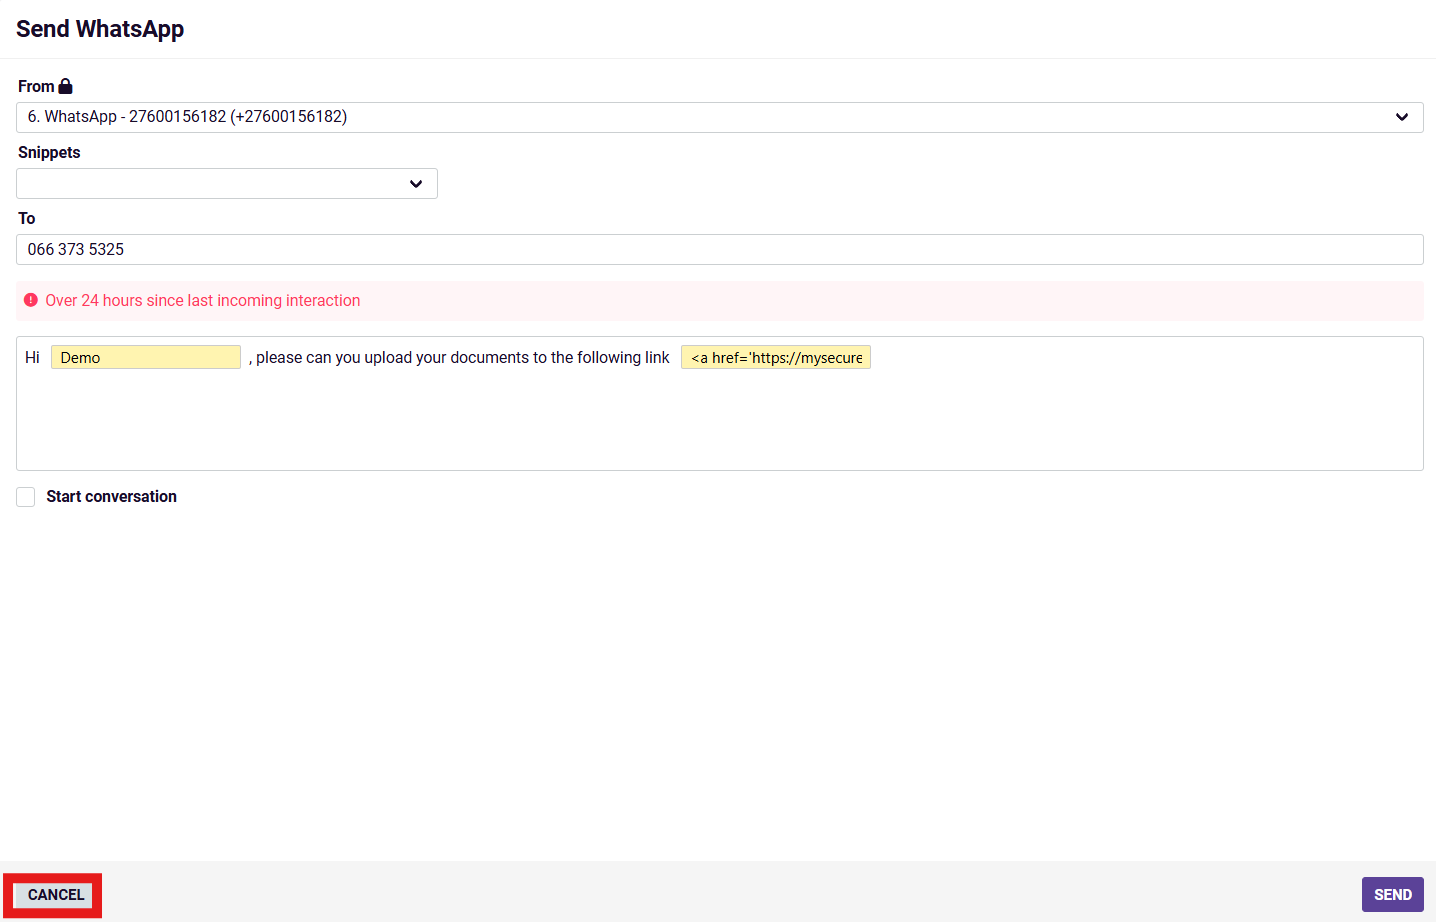 Send WhatsApp
From
6. WhatsApp - 27600156182 (+27600156182)
Snippets
To
066 373 5325
Over 24 hours since last incoming interaction
Hi Demo , please can you upload your documents to the following link <a href='https://mysecure
Start conversation
CANCEL SEND